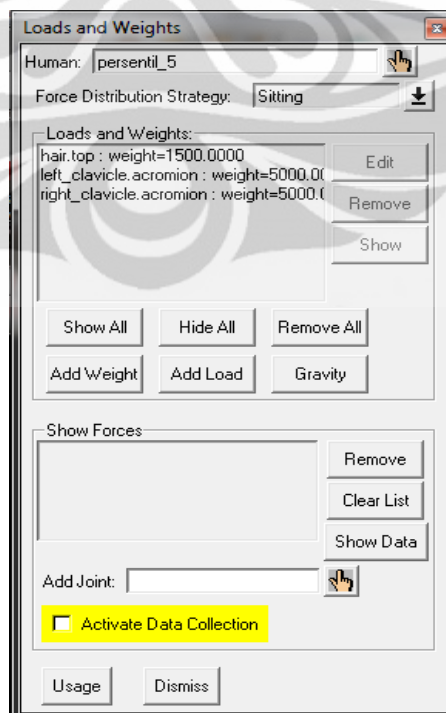 Loads and Weights
Human: persentil_5
Force Distribution Strategy: Sitting
Loads and Weights:
hair.top : weight=1500.0000
left_clavicle.acromion : weight=5000.00
right_clavicle.acromion : weight=5000.0
Edit
Remove
Show
Show All Hide All Remove All
Add Weight Add Load Gravity
Show Forces
Remove
Clear List
Show Data
Add Joint:
Activate Data Collection
Usage Dismiss